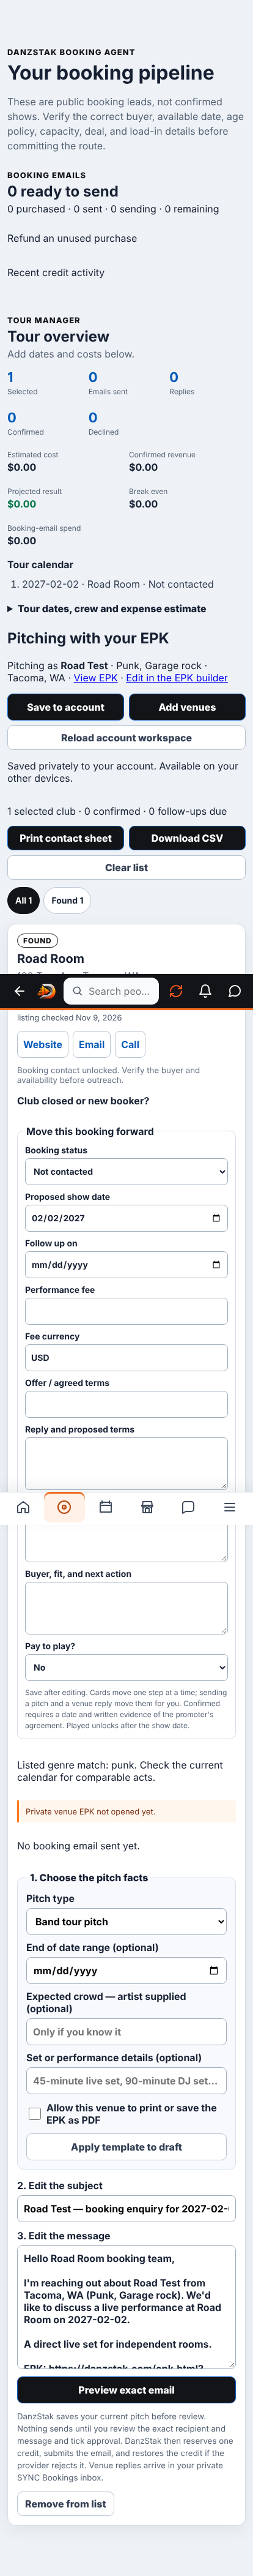 DANZSTAK BOOKING AGENT
Your booking pipeline
These are public booking leads, not confirmed
shows. Verify the correct buyer, available date, age
policy, capacity, deal, and load-in details before
committing the route.
BOOKING EMAILS
0 ready to send
0 purchased · 0 sent · 0 sending · 0 remaining
Refund an unused purchase
Recent credit activity
TOUR MANAGER
Tour overview
Add dates and costs below.
1 0 0
Selected Emails sent Replies
0 0
Confirmed Declined
Estimated cost Confirmed revenue
$0.00 $0.00
Projected result Break even
$0.00 $0.00
Booking-email spend
$0.00
Tour calendar
1. 2027-02-02 · Road Room · Not contacted
Tour dates, crew and expense estimate
Pitching with your EPK
Pitching as Road Test · Punk, Garage rock ·
Tacoma, WA · View EPK · Edit in the EPK builder
Save to account Add venues
Reload account workspace
Saved privately to your account. Available on your
other devices.
1 selected club · 0 confirmed · 0 follow-ups due
Print contact sheet Download CSV
Clear list
All 1 Found 1
FOUND
Road Room
Search peo...
listing checked Nov 9, 2026
Website Email Call
Booking contact unlocked. Verify the buyer and
availability before outreach.
Club closed or new booker?
Move this booking forward
Booking status
Not contacted
Proposed show date
02/02/2027
Follow up on
mm/dd/yyyy
Performance fee
Fee currency
USD
Offer / agreed terms
Reply and proposed terms
Buyer, fit, and next action
Pay to play?
No
Save after editing. Cards move one step at a time; sending
a pitch and a venue reply move them for you. Confirmed
requires a date and written evidence of the promoter's
agreement. Played unlocks after the show date.
Listed genre match: punk. Check the current
calendar for comparable acts.
Private venue EPK not opened yet.
No booking email sent yet.
1. Choose the pitch facts
Pitch type
Band tour pitch
End of date range (optional)
mm/dd/yyyy
Expected crowd — artist supplied
(optional)
Only if you know it
Set or performance details (optional)
45-minute live set, 90-minute DJ set...
Allow this venue to print or save the
EPK as PDF
Apply template to draft
2. Edit the subject
Road Test — booking enquiry for 2027-02-
3. Edit the message
Hello Road Room booking team,
I'm reaching out about Road Test from
Tacoma, WA (Punk, Garage rock). We'd
like to discuss a live performance at Road
Room on 2027-02-02.
A direct live set for independent rooms.
EPK: https://danzstak.com/epk.html?
Preview exact email
DanzStak saves your current pitch before review.
Nothing sends until you review the exact recipient and
message and tick approval. DanzStak then reserves one
credit, submits the email, and restores the credit if the
provider rejects it. Venue replies arrive in your private
SYNC Bookings inbox.
Remove from list